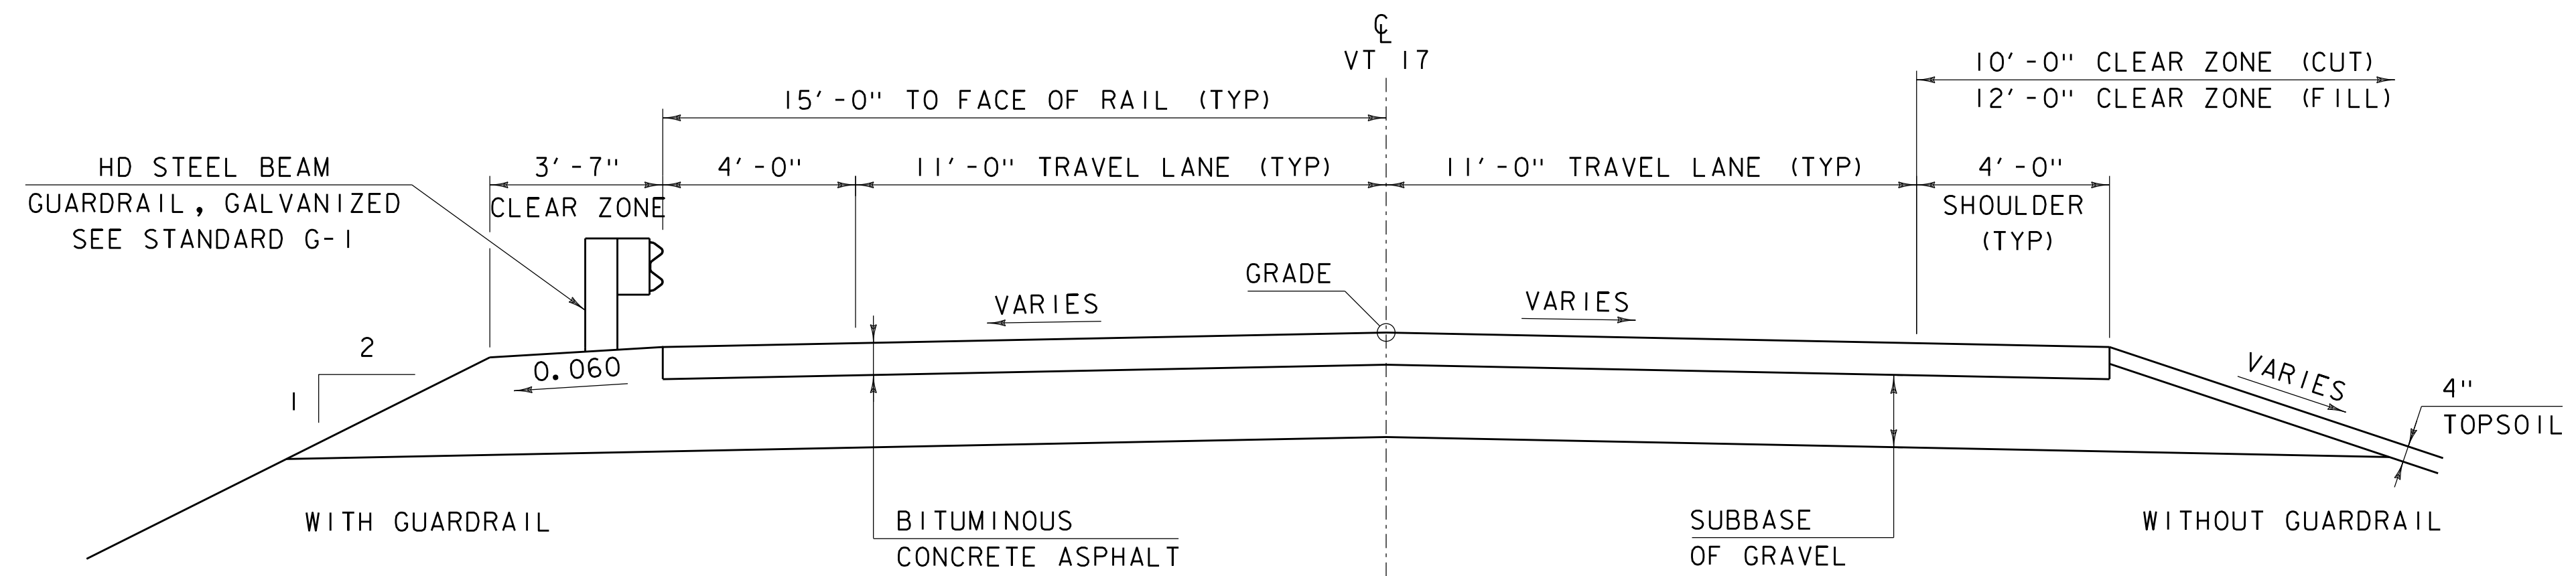 ℄
VT 17
10'-0" CLEAR ZONE (CUT)
12'-0" CLEAR ZONE (FILL)
15'-0" TO FACE OF RAIL (TYP)
HD STEEL BEAM
GUARDRAIL, GALVANIZED
SEE STANDARD G-1
3'-7"
CLEAR ZONE
4'-0"
11'-0" TRAVEL LANE (TYP)
11'-0" TRAVEL LANE (TYP)
4'-0"
SHOULDER
(TYP)
GRADE
VARIES
VARIES
2
1
0.060
VARIES
4"
TOPSOIL
WITH GUARDRAIL
BITUMINOUS
CONCRETE ASPHALT
SUBBASE
OF GRAVEL
WITHOUT GUARDRAIL